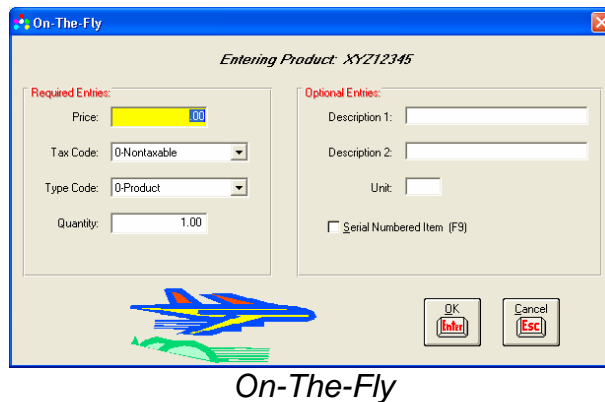 On-The-Fly
Entering Product: XYZ12345
Required Entries:
Price: .00
Tax Code: 0-Nontaxable
Type Code: 0-Product
Quantity: 1.00
Optional Entries:
Description 1:
Description 2:
Unit:
Serial Numbered Item (F9)
OK
Enter
Cancel
ESC
On-The-Fly